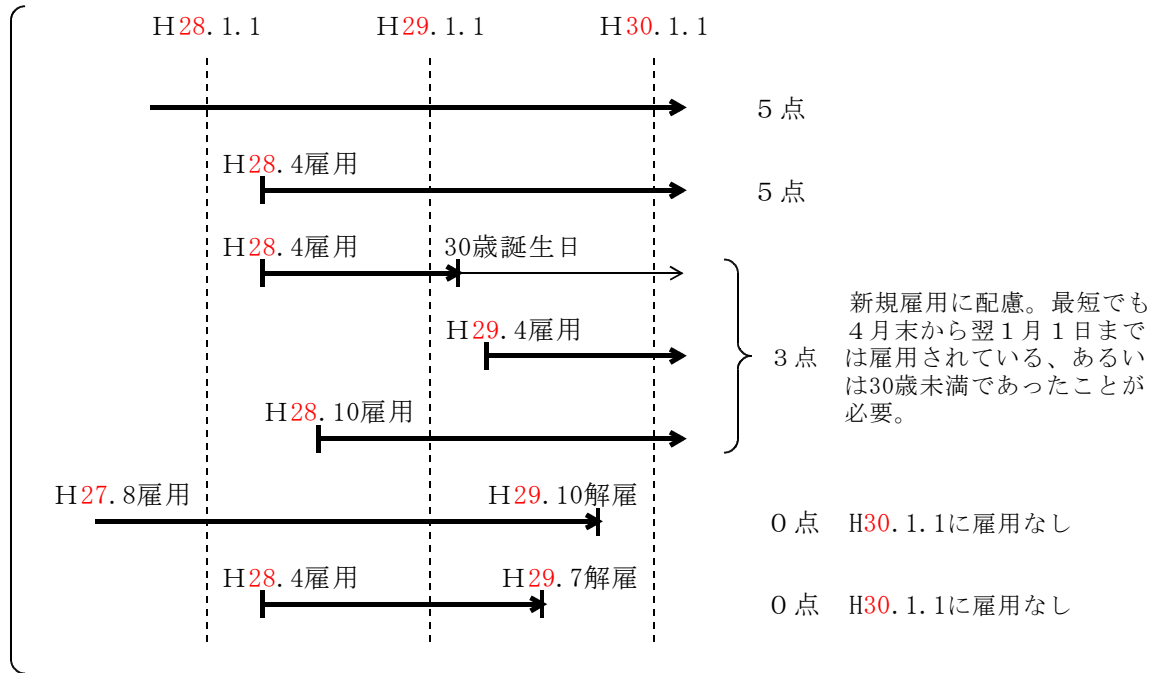 H28.1.1 H29.1.1 H30.1.1
5点
H28.4雇用
5点
H28.4雇用 30歳誕生日
H29.4雇用
3点
新規雇用に配慮。最短でも
4月末から翌1月1日まで
は雇用されている、あるい
は30歳未満であったことが
必要。
H28.10雇用
H27.8雇用 H29.10解雇
0点 H30.1.1に雇用なし
H28.4雇用 H29.7解雇
0点 H30.1.1に雇用なし